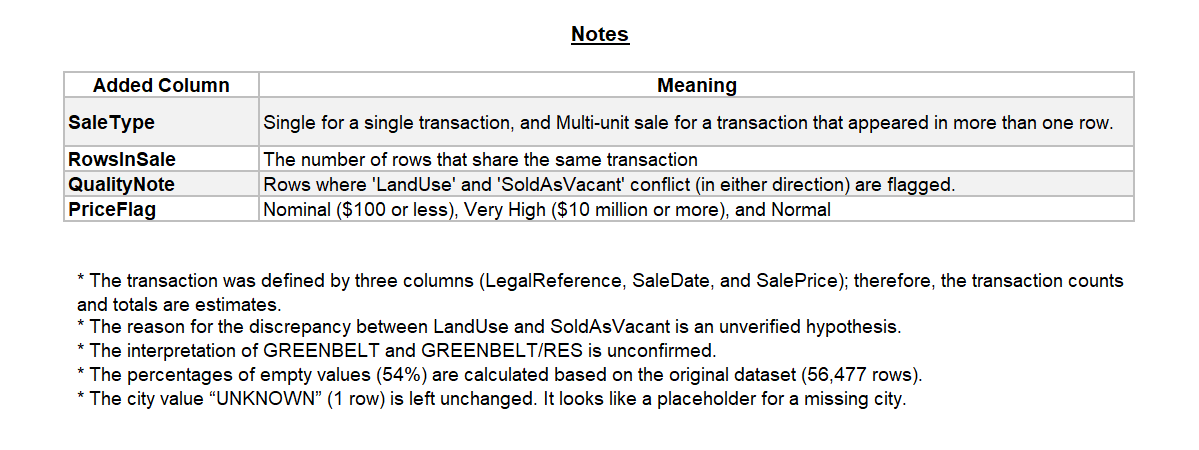 Notes
Added Column Meaning
SaleType Single for a single transaction, and Multi-unit sale for a transaction that appeared in more than one row.
RowsInSale The number of rows that share the same transaction
QualityNote Rows where 'LandUse' and 'SoldAsVacant' conflict (in either direction) are flagged.
PriceFlag Nominal ($100 or less), Very High ($10 million or more), and Normal
* The transaction was defined by three columns (LegalReference, SaleDate, and SalePrice); therefore, the transaction counts
and totals are estimates.
* The reason for the discrepancy between LandUse and SoldAsVacant is an unverified hypothesis.
* The interpretation of GREENBELT and GREENBELT/RES is unconfirmed.
* The percentages of empty values (54%) are calculated based on the original dataset (56,477 rows).
* The city value “UNKNOWN” (1 row) is left unchanged. It looks like a placeholder for a missing city.